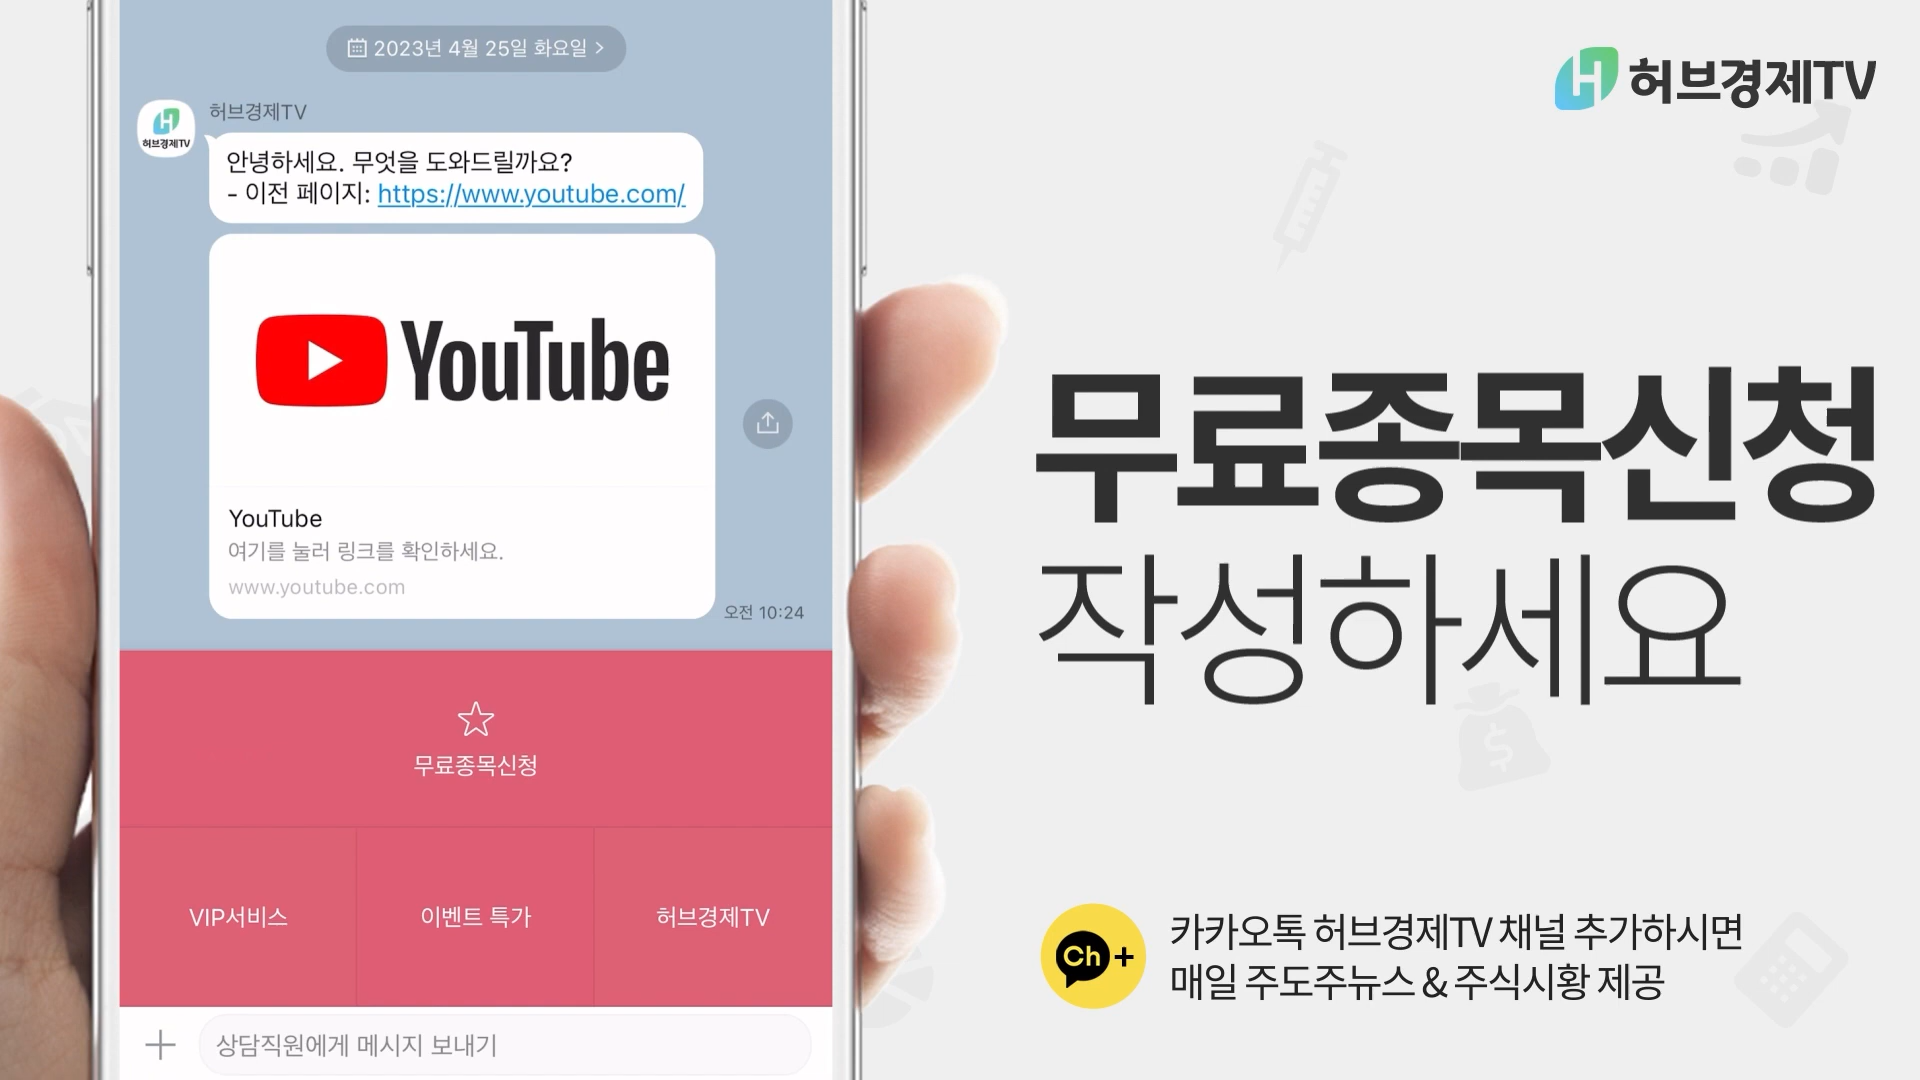 2023년 4월 25일 화요일 >
허브경제TV
허브경제TV
안녕하세요. 무엇을 도와드릴까요?
- 이전 페이지: https://www.youtube.com/
YouTube
YouTube
여기를 눌러 링크를 확인하세요.
www.youtube.com
오전 10:24
무료종목신청
VIP서비스
이벤트 특가
허브경제TV
상담직원에게 메시지 보내기
허브경제TV
무료종목신청
작성하세요
Ch+
카카오톡 허브경제TV 채널 추가하시면
매일 주도주뉴스 & 주식시황 제공